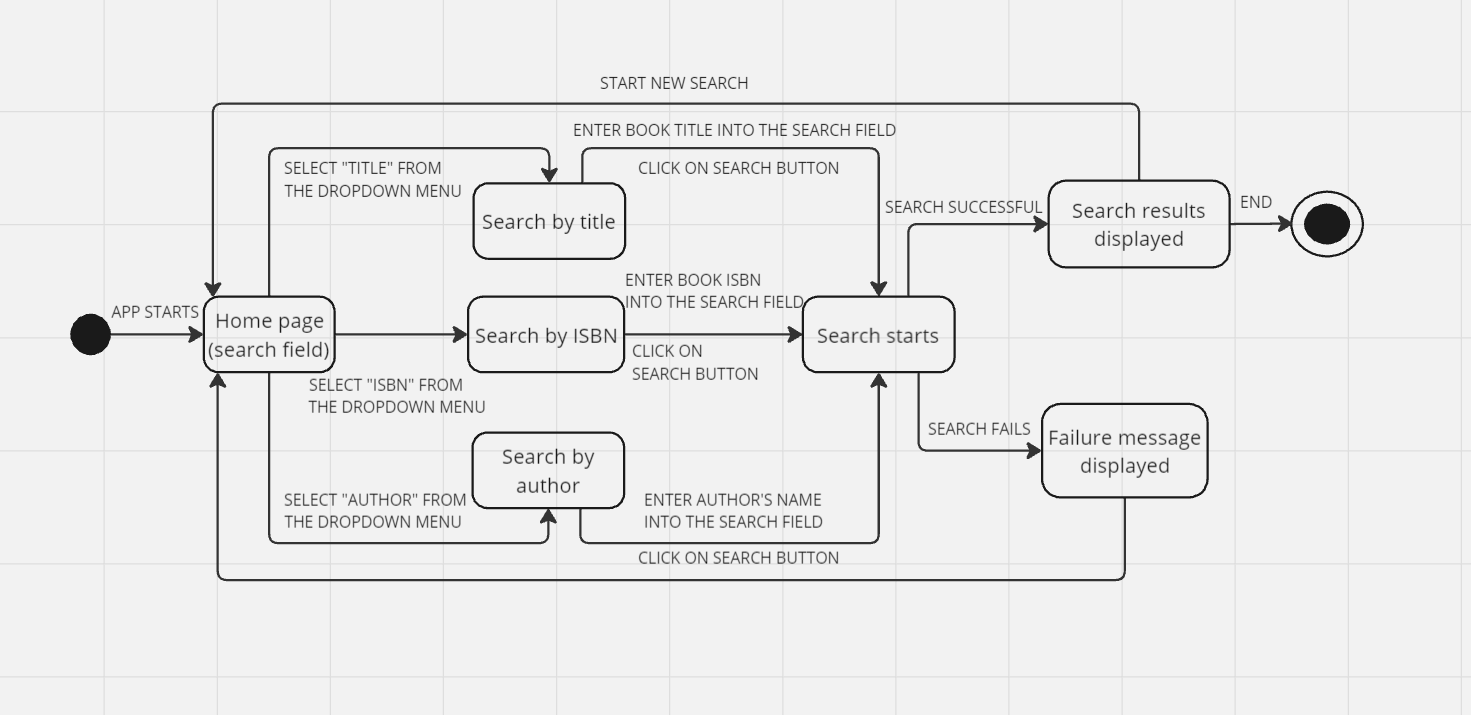 START NEW SEARCH
ENTER BOOK TITLE INTO THE SEARCH FIELD
SELECT "TITLE" FROM
THE DROPDOWN MENU
CLICK ON SEARCH BUTTON
Search by title
SEARCH SUCCESSFUL
Search results
displayed
END
APP STARTS
Home page
(search field)
Search by ISBN
ENTER BOOK ISBN
INTO THE SEARCH FIELD
CLICK ON
SEARCH BUTTON
Search starts
SELECT "ISBN" FROM
THE DROPDOWN MENU
SEARCH FAILS
Failure message
displayed
Search by
author
SELECT "AUTHOR" FROM
THE DROPDOWN MENU
ENTER AUTHOR'S NAME
INTO THE SEARCH FIELD
CLICK ON SEARCH BUTTON